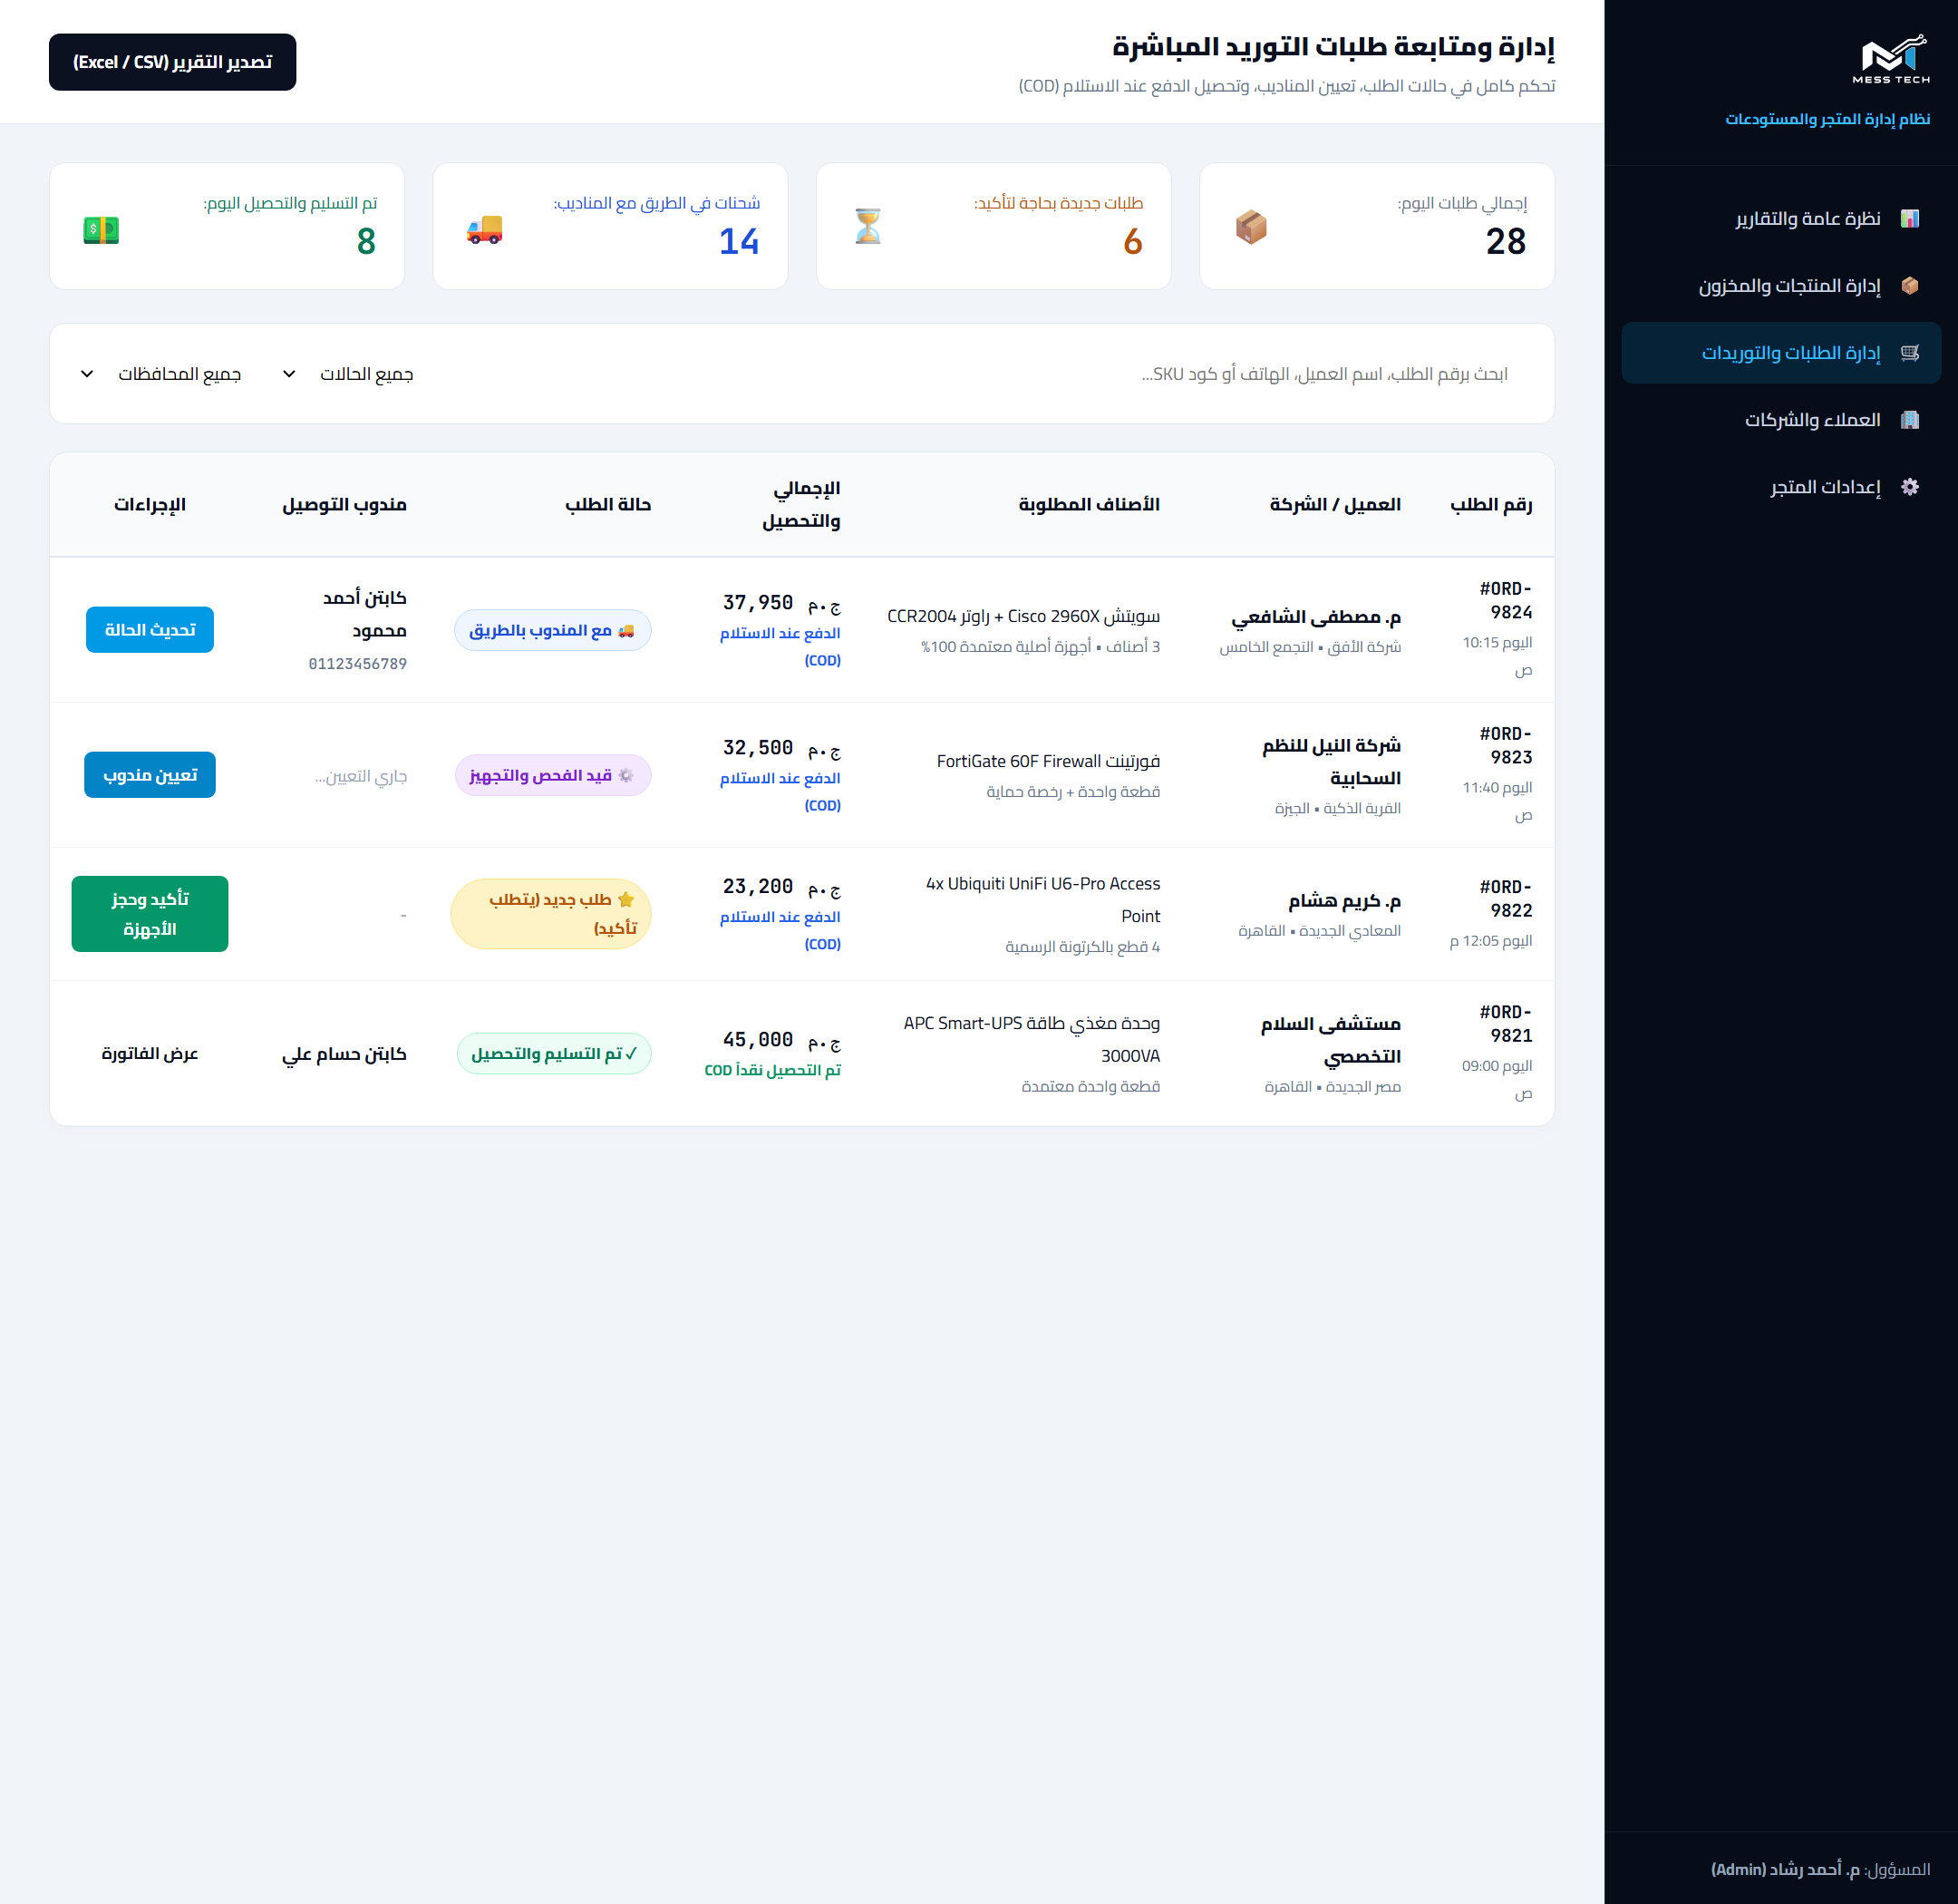 MESS TECH
نظام إدارة المتجر والمستودعات
نظرة عامة والتقارير
إدارة المنتجات والمخزون
إدارة الطلبات والتوريدات
العملاء والشركات
إعدادات المتجر
المسؤول: م. أحمد رشاد (Admin)
إدارة ومتابعة طلبات التوريد المباشرة
تحكم كامل في حالات الطلب، تعيين المناديب، وتحصيل الدفع عند الاستلام (COD)
تصدير التقرير (Excel / CSV)
إجمالي طلبات اليوم:
28
طلبات جديدة بحاجة لتأكيد:
6
شحنات في الطريق مع المناديب:
14
تم التسليم والتحصيل اليوم:
8
ابحث برقم الطلب، اسم العميل، الهاتف أو كود SKU...
جميع الحالات
جميع المحافظات
رقم الطلب
العميل / الشركة
الأصناف المطلوبة
الإجمالي
والتحصيل
حالة الطلب
مندوب التوصيل
الإجراءات
#ORD-
9824
اليوم 10:15
ص
م. مصطفى الشافعي
شركة الأفق • التجمع الخامس
سويتش Cisco 2960X + راوتر CCR2004
3 أصناف • أجهزة أصلية معتمدة 100%
37,950 ج.م
الدفع عند الاستلام
(COD)
مع المندوب بالطريق
كابتن أحمد
محمود
01123456789
تحديث الحالة
#ORD-
9823
اليوم 11:40
ص
شركة النيل للنظم
السحابية
القرية الذكية • الجيزة
فورتينت FortiGate 60F Firewall
قطعة واحدة + رخصة حماية
32,500 ج.م
الدفع عند الاستلام
(COD)
قيد الفحص والتجهيز
جاري التعيين...
تعيين مندوب
#ORD-
9822
اليوم 12:05 م
م. كريم هشام
المعادي الجديدة • القاهرة
4x Ubiquiti UniFi U6-Pro Access
Point
4 قطع بالكرتونة الرسمية
23,200 ج.م
الدفع عند الاستلام
(COD)
طلب جديد (يتطلب
تأكيد)
-
تأكيد وحجز
الأجهزة
#ORD-
9821
اليوم 09:00
ص
مستشفى السلام
التخصصي
مصر الجديدة • القاهرة
وحدة مغذي طاقة APC Smart-UPS
3000VA
قطعة واحدة معتمدة
45,000 ج.م
تم التحصيل نقداً COD
✓ تم التسليم والتحصيل
كابتن حسام علي
عرض الفاتورة